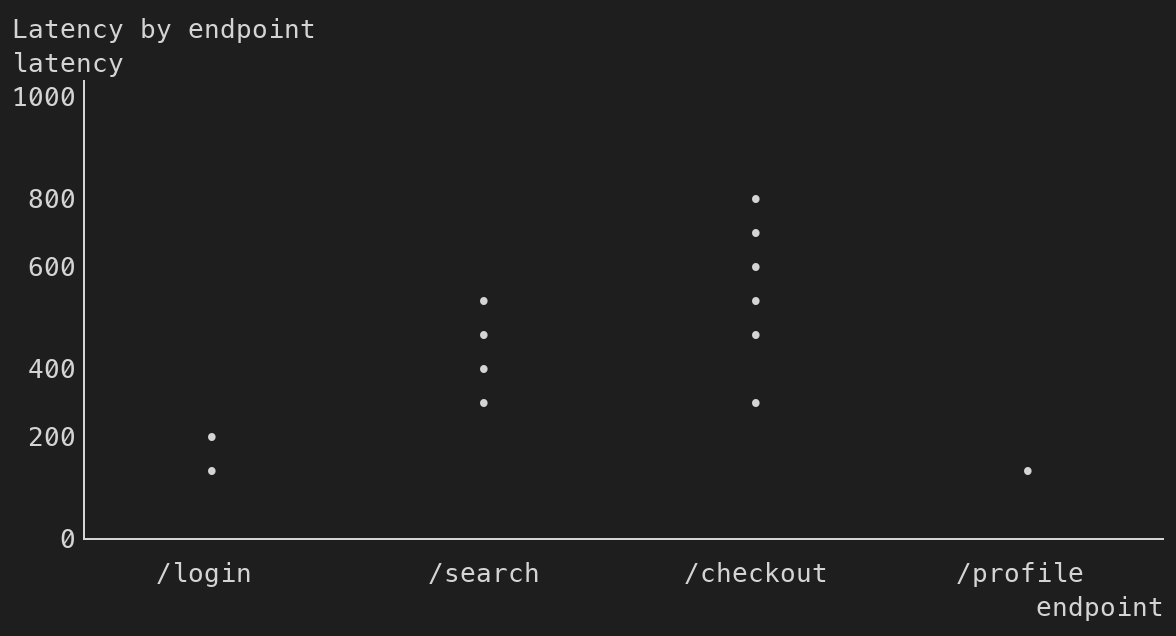 Latency by endpoint
latency
1000
800
600
400
200
0
/login /search /checkout /profile
endpoint